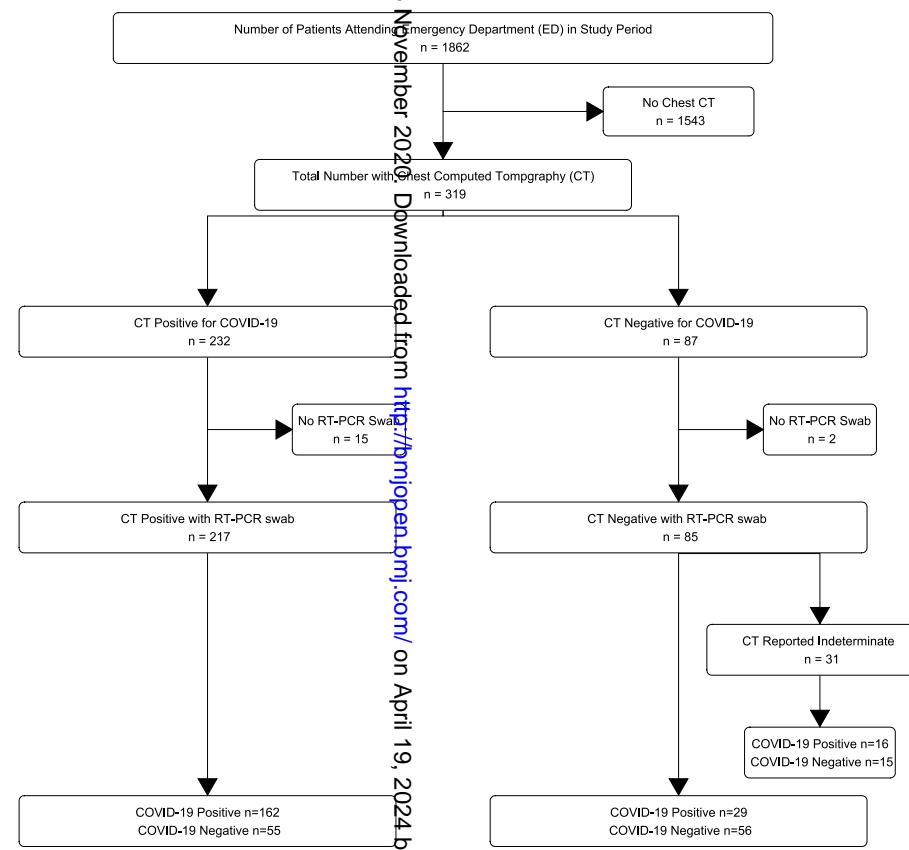 Number of Patients Attending Emergency Department (ED) in Study Period
n = 1862
No Chest CT
n = 1543
Total Number with Chest Computed Tompgraphy (CT)
n = 319
CT Positive for COVID-19
n = 232
CT Negative for COVID-19
n = 87
No RT-PCR Swab
n = 15
No RT-PCR Swab
n = 2
CT Positive with RT-PCR swab
n = 217
CT Negative with RT-PCR swab
n = 85
CT Reported Indeterminate
n = 31
COVID-19 Positive n=16
COVID-19 Negative n=15
COVID-19 Positive n=162
COVID-19 Negative n=55
COVID-19 Positive n=29
COVID-19 Negative n=56
November 2020. Downloaded from http://bmjopen.bmj.com/ on April 19, 2024 b